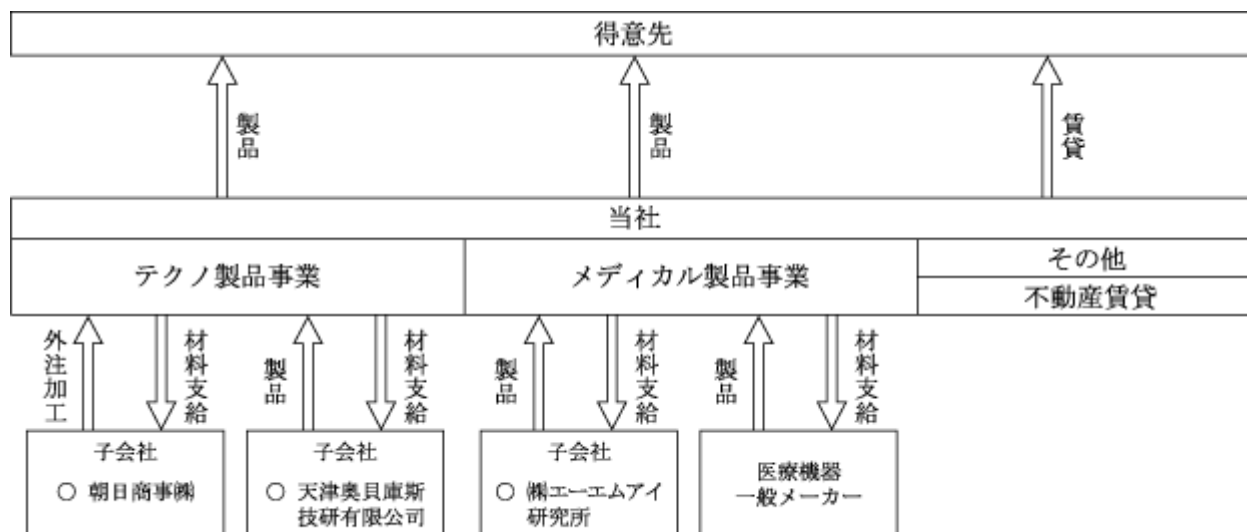 得意先
製品
製品
賃貸
当社
テクノ製品事業
メディカル製品事業
その他
不動産賃貸
外注加工
材料支給
製品
材料支給
製品
材料支給
製品
材料支給
子会社
○ 朝日商事㈱
子会社
○ 天津奥貝庫斯
技研有限公司
子会社
○ ㈱エーエムアイ
研究所
医療機器
一般メーカー